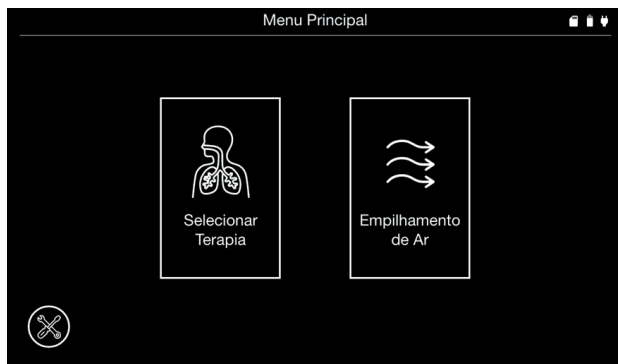 Menu Principal
Selecionar
Terapia
Empilhamento
de Ar